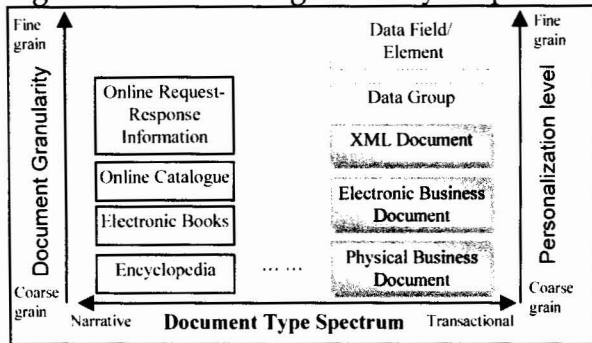 Fine
grain
Document Granularity
Coarse
grain
Online Request-
Response
Information
Online Catalogue
Electronic Books
Encyclopedia
... ...
Data Field/
Element
Data Group
XML Document
Electronic Business
Document
Physical Business
Document
Fine
grain
Personalization level
Coarse
grain
Narrative
Document Type Spectrum
Transactional